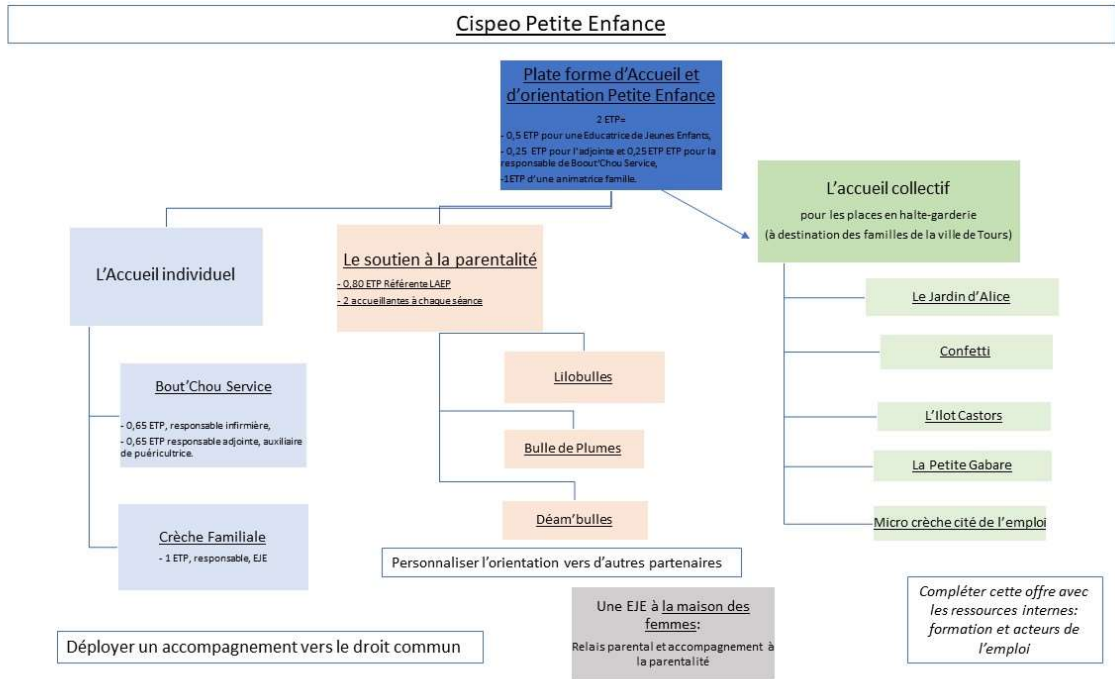 Cispeo Petite Enfance
Plate forme d'Accueil et
d'orientation Petite Enfance
2 ETP=
- 0,5 ETP pour une Educatrice de Jeunes Enfants,
- 0,25 ETP pour l'adjointe et 0,25 ETP ETP pour la
responsable de Boout'Chou Service,
-1ETP d'une animatrice famille.
L'Accueil individuel
Bout'Chou Service
- 0,65 ETP, responsable infirmière,
- 0,65 ETP responsable adjointe, auxiliaire
de puéricultrice.
Crèche Familiale
- 1 ETP, responsable, EJE
Le soutien à la parentalité
- 0,80 ETP Référente LAEP
- 2 accueillantes à chaque séance
Lilobulles
Bulle de Plumes
Déam'bulles
L'accueil collectif
pour les places en halte-garderie
(à destination des familles de la ville de Tours)
Le Jardin d'Alice
Confetti
L'Ilot Castors
La Petite Gabare
Micro crèche cité de l'emploi
Personnaliser l'orientation vers d'autres partenaires
Une EJE à la maison des
femmes:
Relais parental et accompagnement à
la parentalité
Déployer un accompagnement vers le droit commun
Compléter cette offre avec
les ressources internes:
formation et acteurs de
l'emploi